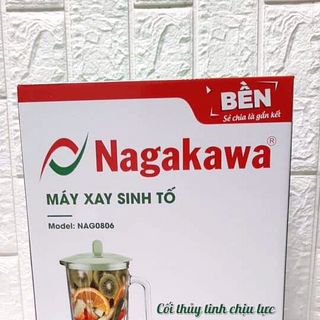 BỀN
Sẻ chia là gắn kết
Nagakawa®
MÁY XAY SINH TỐ
Model: NAG0806
Cối thủy tinh chịu lực